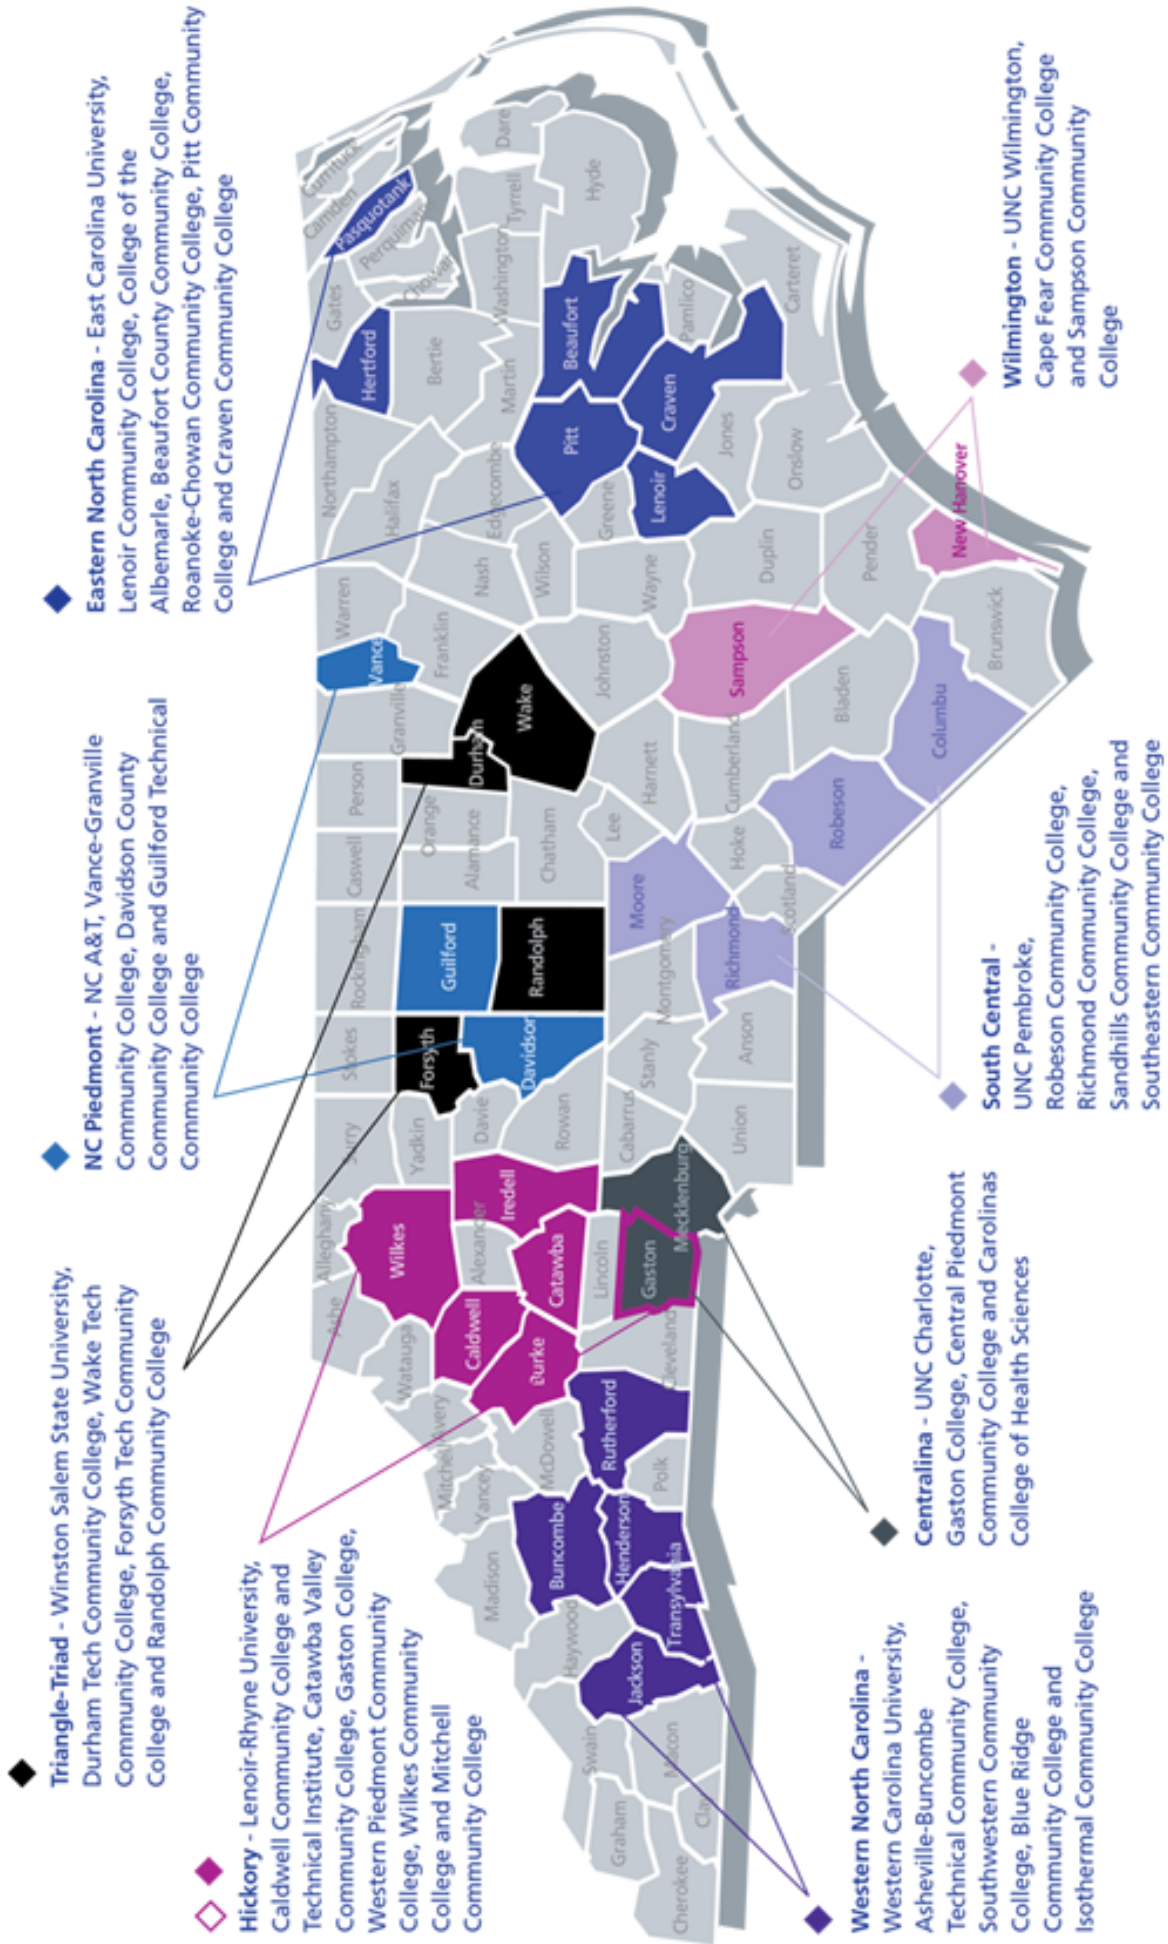 Triangle-Triad - Winston Salem State University,
Durham Tech Community College, Wake Tech
Community College, Forsyth Tech Community
College and Randolph Community College
NC Piedmont - NC A&T, Vance-Granville
Community College, Davidson County
Community College and Guilford Technical
Community College
Eastern North Carolina - East Carolina University,
Lenoir Community College, College of the
Albemarle, Beaufort County Community College,
Roanoke-Chowan Community College, Pitt Community
College and Craven Community College
Hickory - Lenoir-Rhyne University,
Caldwell Community College and
Technical Institute, Catawba Valley
Community College, Gaston College,
Western Piedmont Community
College, Wilkes Community
College and Mitchell
Community College
Cherokee
Graham
Clay
Swain
Macon
Jackson
Haywood
Transylvania
Madison
Buncombe
Henderson
Yancey
Mitchell
Avery
McDowell
Rutherford
Polk
Watauga
Ashe
Alleghany
Caldwell
Burke
Cleveland
Wilkes
Alexander
Catawba
Lincoln
Gaston
Iredell
Mecklenburg
Surry
Yadkin
Davie
Rowan
Cabarrus
Union
Stokes
Forsyth
Davidson
Stanly
Anson
Rockingham
Guilford
Randolph
Montgomery
Richmond
Caswell
Alamance
Chatham
Moore
Scotland
Person
Orange
Durham
Lee
Hoke
Robeson
Granville
Vance
Wake
Harnett
Cumberland
Bladen
Columbu
Warren
Franklin
Johnston
Sampson
Brunswick
Northampton
Halifax
Nash
Edgecombe
Wilson
Wayne
Duplin
Pender
New Hanover
Hertford
Bertie
Martin
Pitt
Greene
Lenoir
Jones
Onslow
Gates
Chowan
Washington
Beaufort
Craven
Pamlico
Carteret
Pasquotank
Perquimans
Camden
Currituck
Tyrrell
Dare
Hyde
Western North Carolina -
Western Carolina University,
Asheville-Buncombe
Technical Community College,
Southwestern Community
College, Blue Ridge
Community College and
Isothermal Community College
Centralina - UNC Charlotte,
Gaston College, Central Piedmont
Community College and Carolinas
College of Health Sciences
South Central -
UNC Pembroke,
Robeson Community College,
Richmond Community College,
Sandhills Community College and
Southeastern Community College
Wilmington - UNC Wilmington,
Cape Fear Community College
and Sampson Community
College